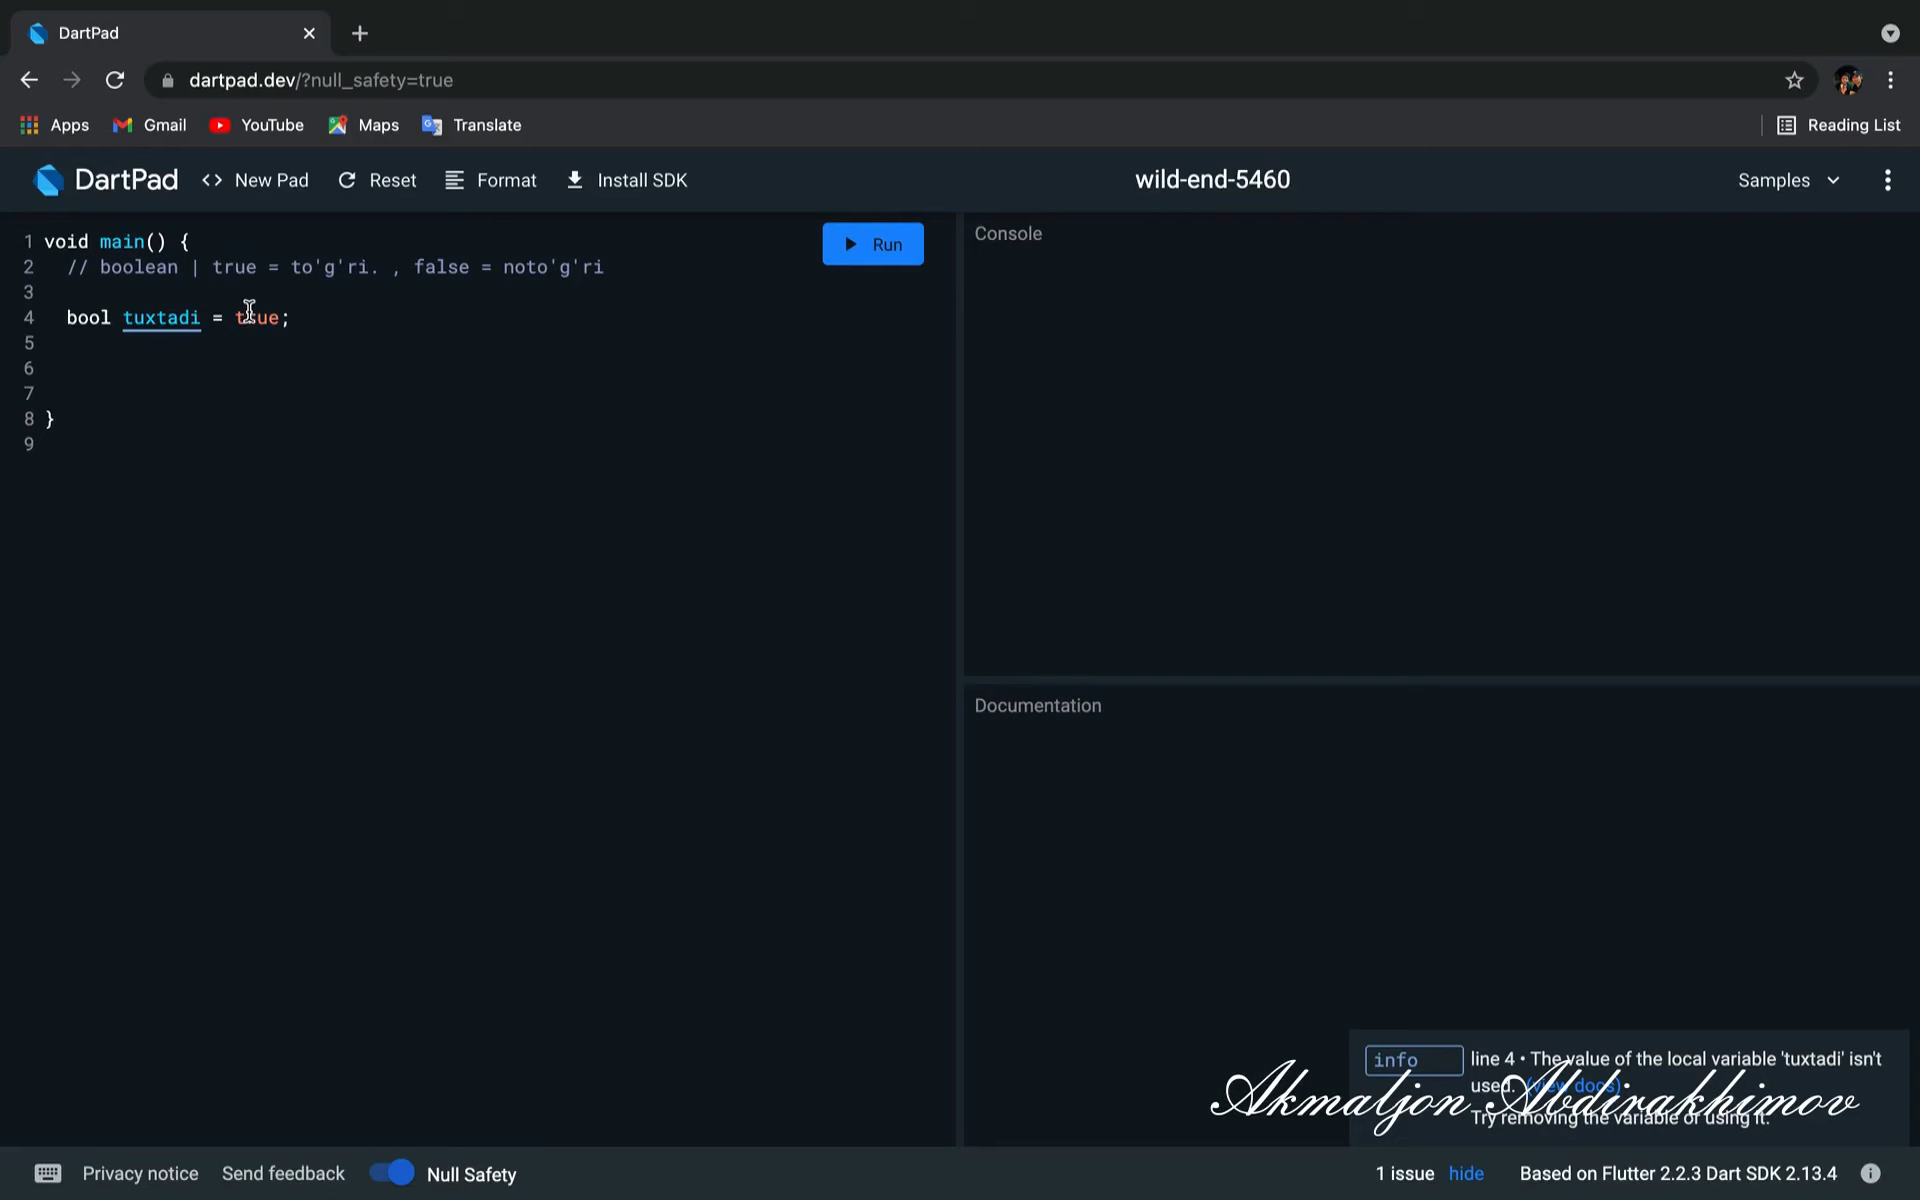 DartPad
dartpad.dev/?null_safety=true
Apps Gmail YouTube Maps Translate Reading List
DartPad New Pad Reset Format Install SDK wild-end-5460 Samples
Run
Console
1 void main() {
2 // boolean | true = to'g'ri. , false = noto'g'ri
3
4 bool tuxtadi = true;
5
6
7
8 }
9
Documentation
info line 4 • The value of the local variable 'tuxtadi' isn't
used. (view docs)
Try removing the variable or using it.
Akmaljon Abdirakhimov
Privacy notice Send feedback Null Safety 1 issue hide Based on Flutter 2.2.3 Dart SDK 2.13.4